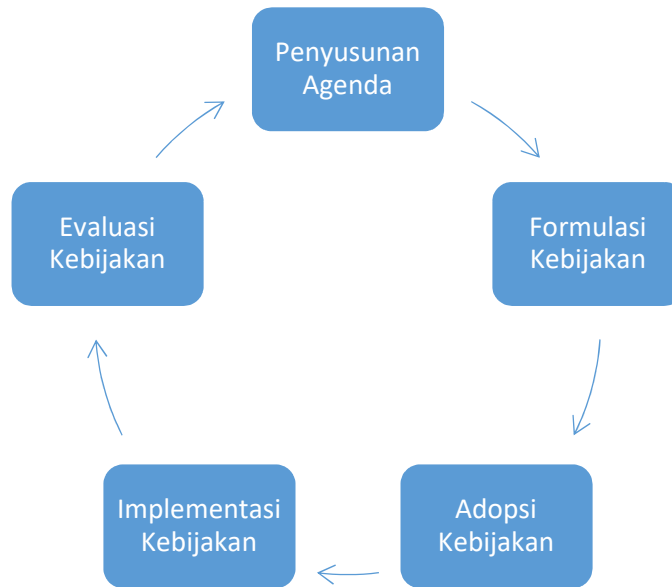 Penyusunan
Agenda
Formulasi
Kebijakan
Adopsi
Kebijakan
Implementasi
Kebijakan
Evaluasi
Kebijakan